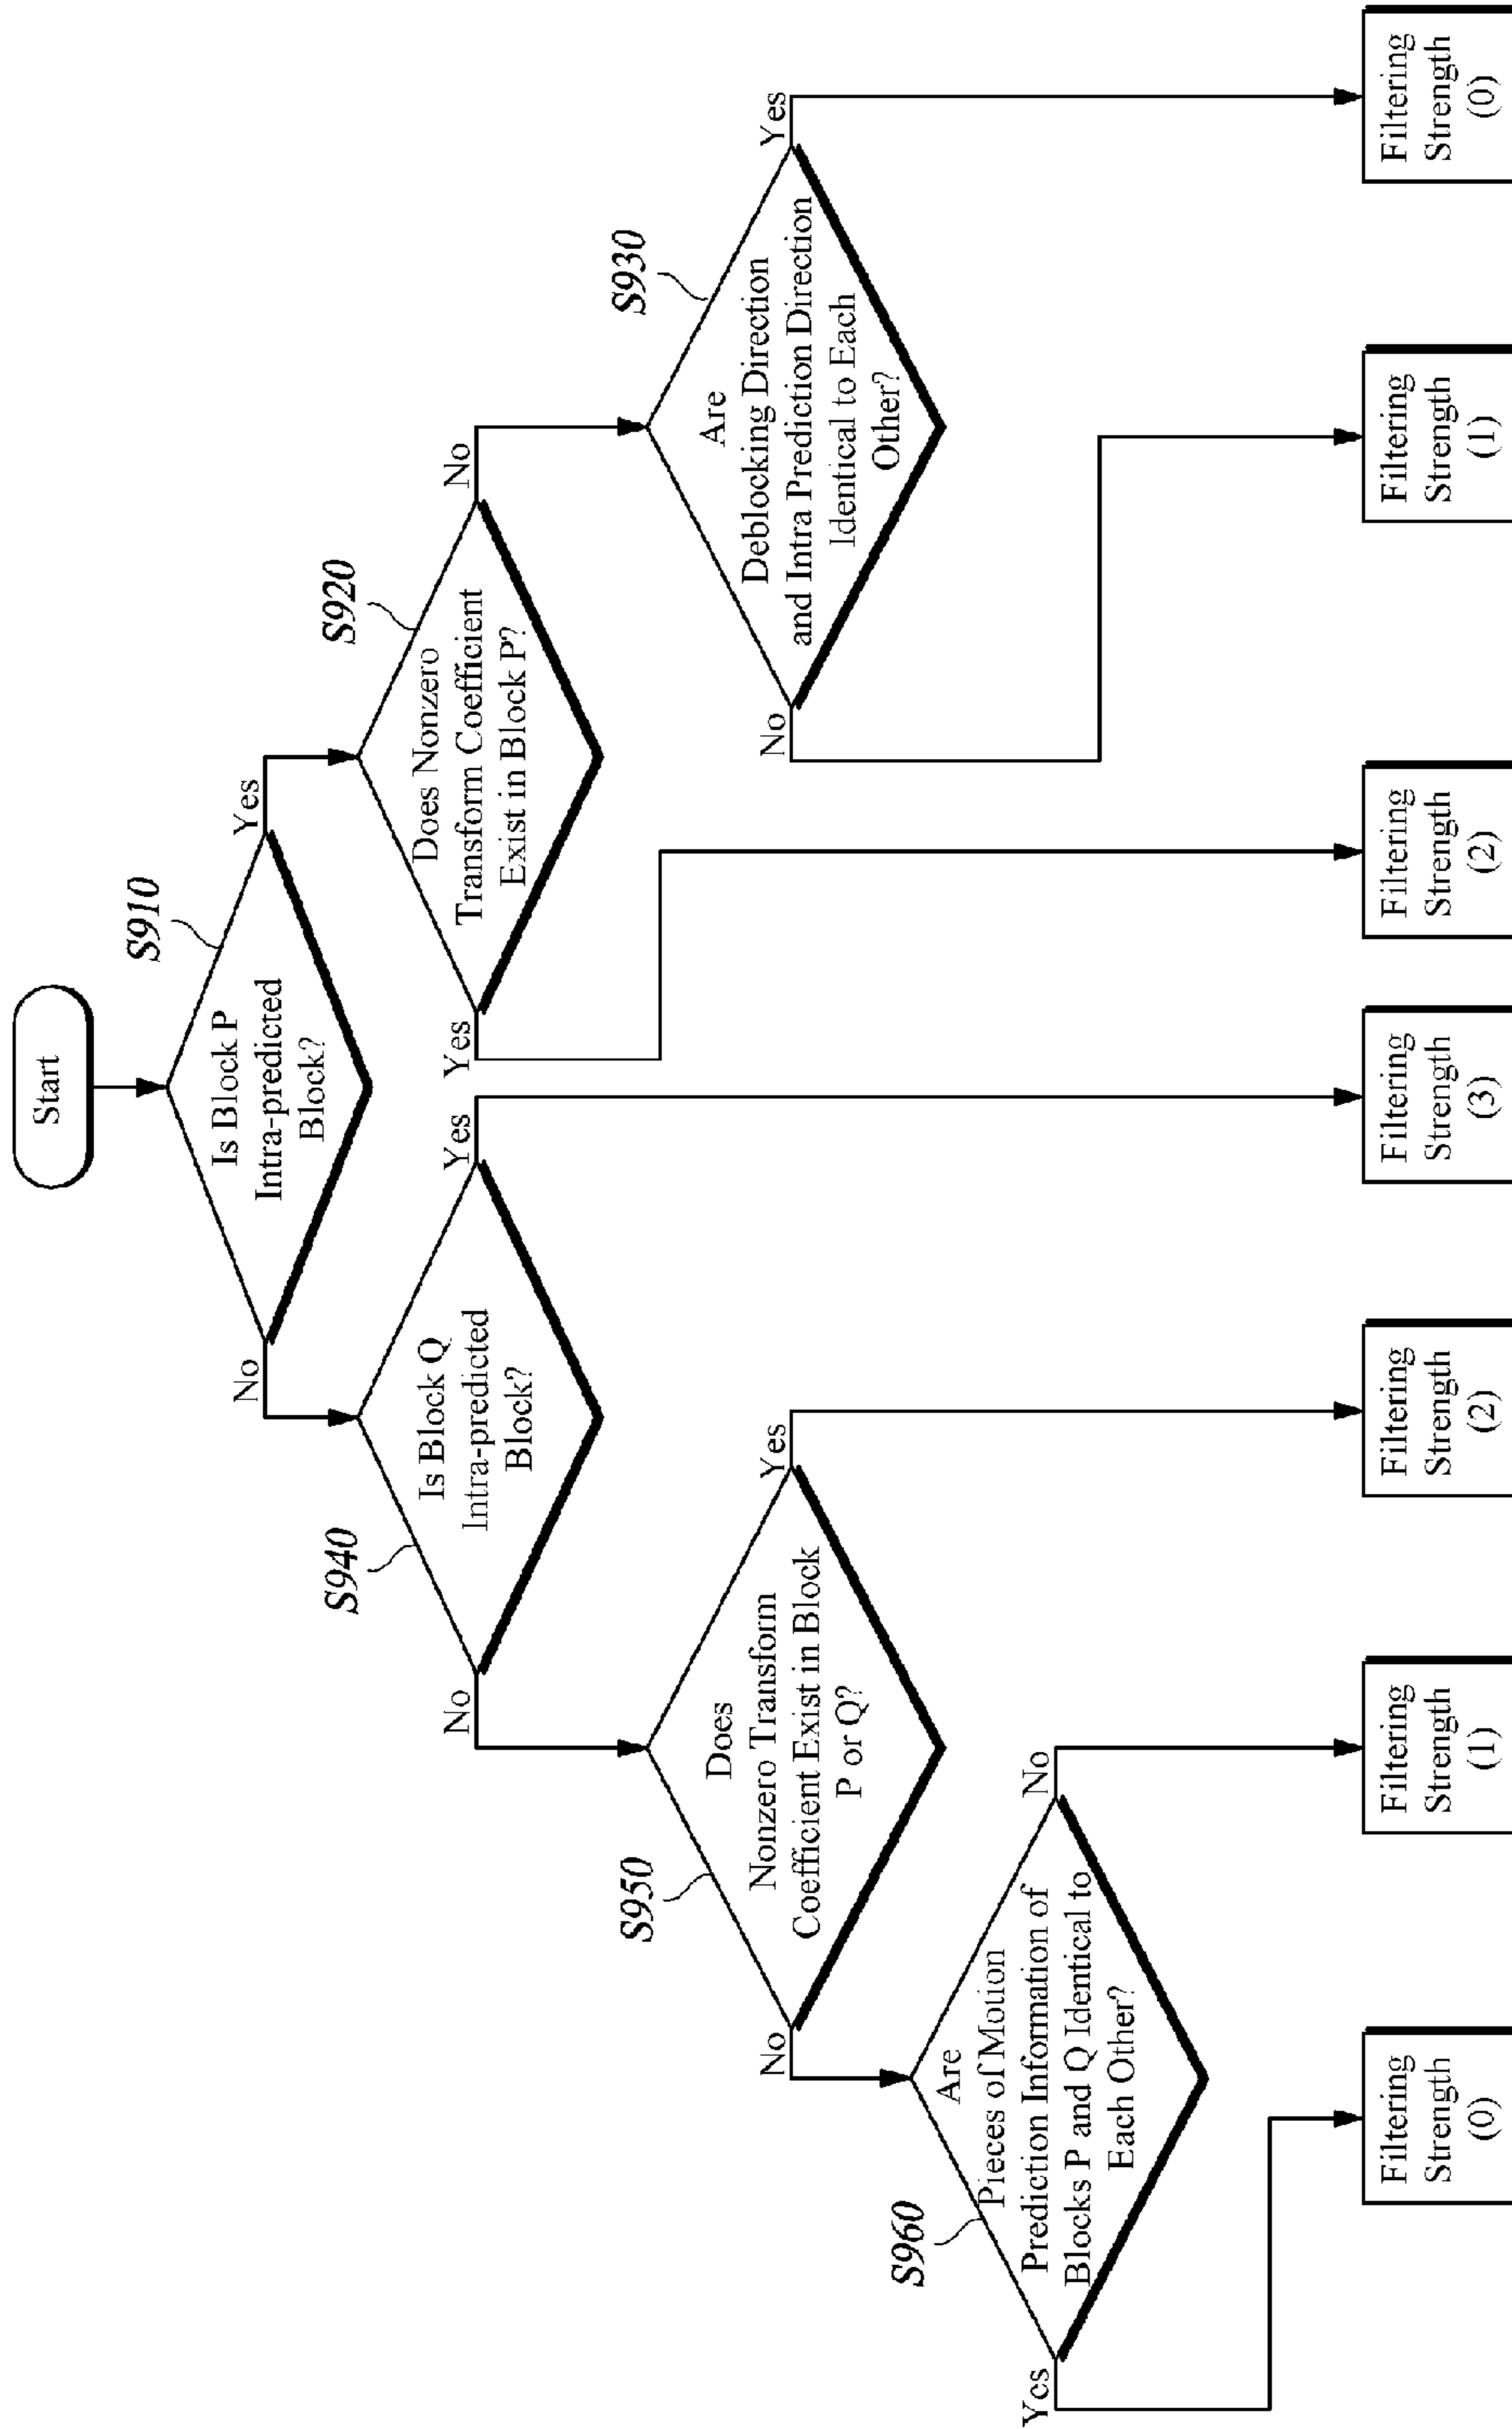 Start
S910
Is Block P
Intra-predicted
Block?
No
Yes
S940
Is Block Q
Intra-predicted
Block?
No
Yes
S920
Does Nonzero
Transform Coefficient
Exist in Block P?
Yes
No
S950
Does
Nonzero Transform
Coefficient Exist in Block
P or Q?
No
Yes
S930
Are
Deblocking Direction
and Intra Prediction Direction
Identical to Each
Other?
No
Yes
S960
Are
Pieces of Motion
Prediction Information of
Blocks P and Q Identical to
Each Other?
Yes
No
Filtering
Strength
(0)
Filtering
Strength
(1)
Filtering
Strength
(2)
Filtering
Strength
(3)
Filtering
Strength
(2)
Filtering
Strength
(1)
Filtering
Strength
(0)